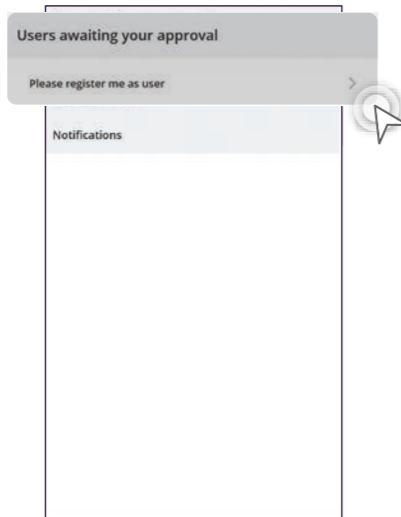 Users awaiting your approval
Please register me as user
Notifications